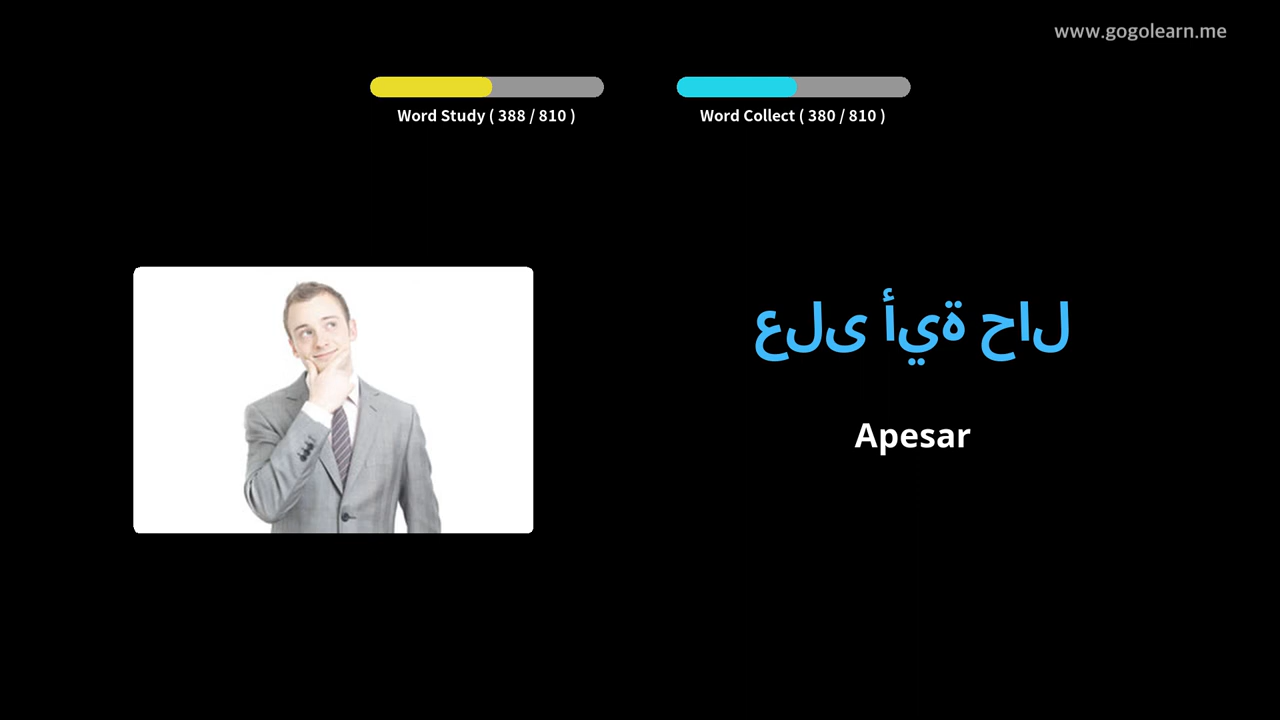 www.gogolearn.me
Word Study ( 388 / 810 )
Word Collect ( 380 / 810 )
على أية حال
Apesar